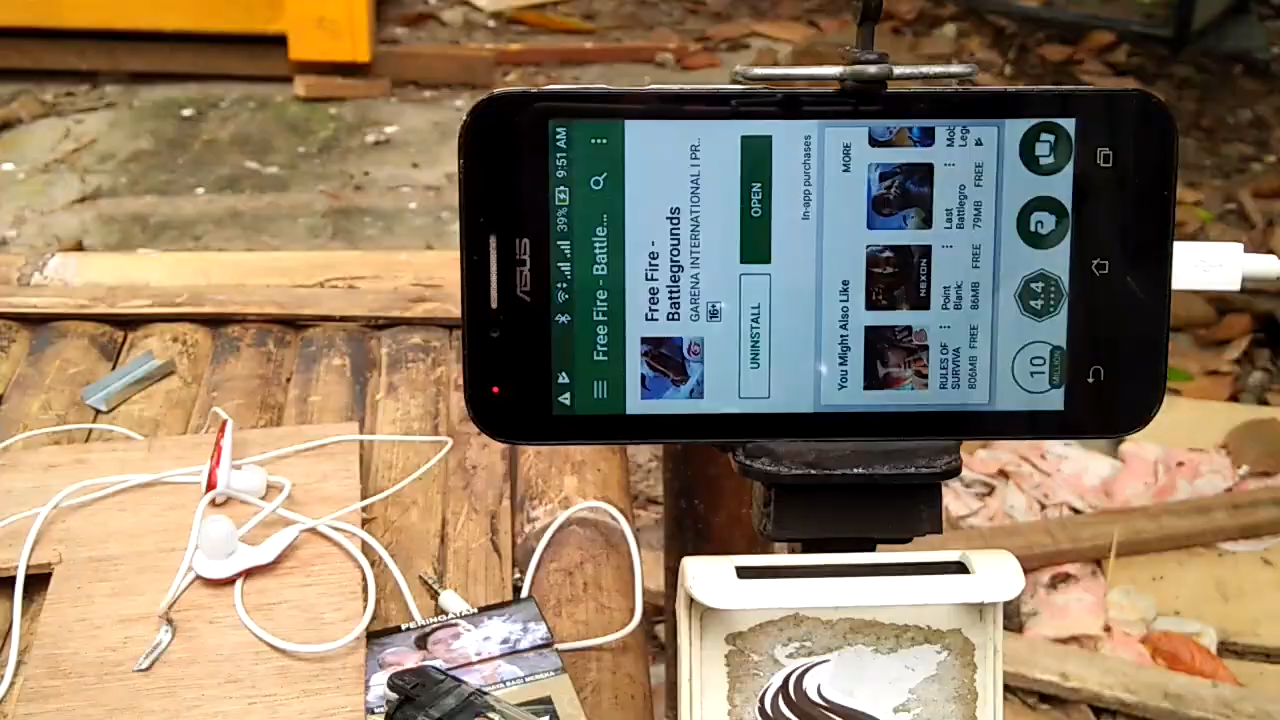 39% 9:51 AM
Free Fire - Battle...
Free Fire -
Battlegrounds
GARENA INTERNATIONAL I PR..
16+
UNINSTALL
OPEN
In-app purchases
You Might Also Like
MORE
NEXON
RULES OF
SURVIVA
806MB FREE
Point
Blank:
86MB FREE
Last
Battlegro
79MB FREE
Mob
Leg
10
MILLION
4.4
ASUS
PERINGATAN